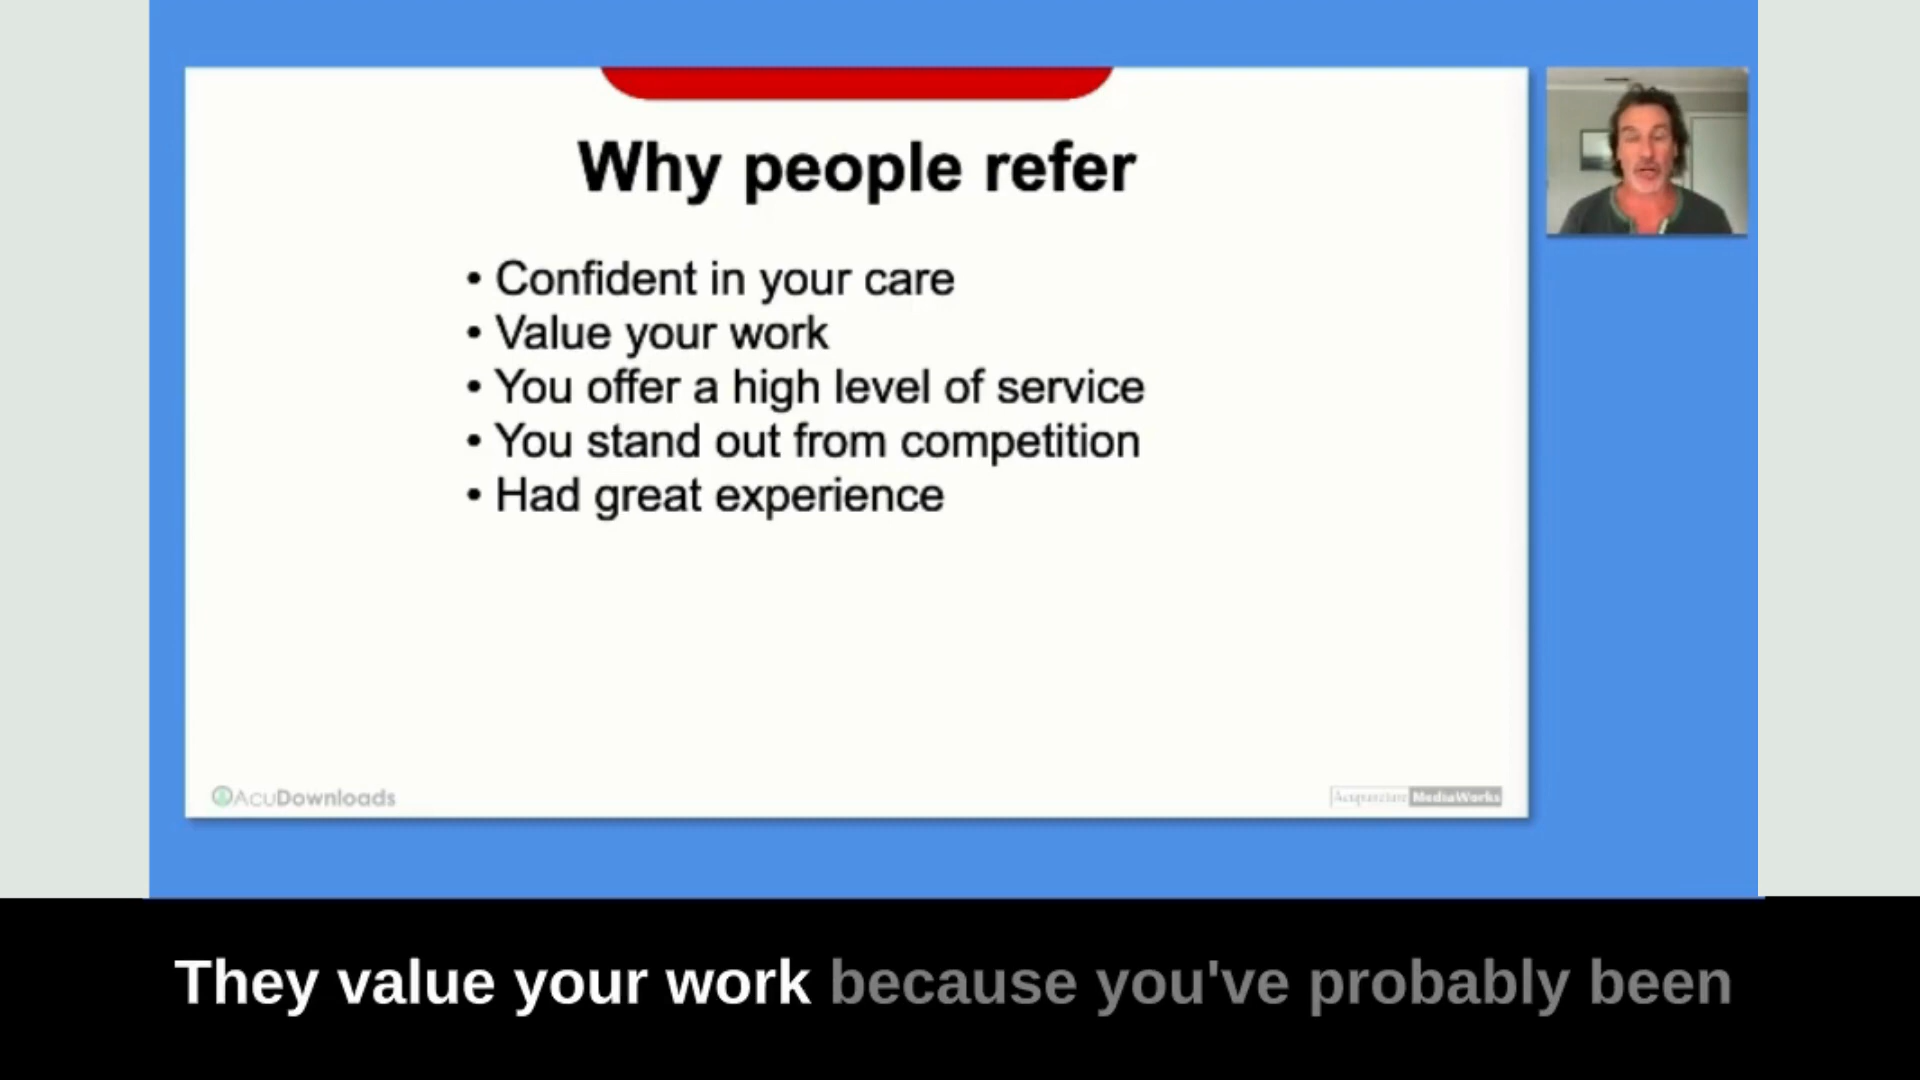 Why people refer
• Confident in your care
• Value your work
• You offer a high level of service
• You stand out from competition
• Had great experience
AcuDownloads
Acupuncture MediaWorks
They value your work because you've probably been